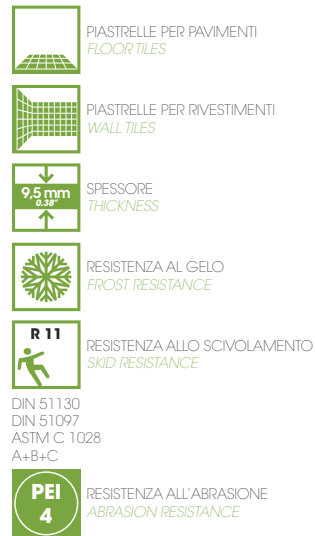 PIASTRELLE PER PAVIMENTI
FLOOR TILES
PIASTRELLE PER RIVESTIMENTI
WALL TILES
9,5 mm
0.38"
SPESSORE
THICKNESS
RESISTENZA AL GELO
FROST RESISTANCE
R 11
RESISTENZA ALLO SCIVOLAMENTO
SKID RESISTANCE
DIN 51130
DIN 51097
ASTM C 1028
A+B+C
PEI
4
RESISTENZA ALL'ABRASIONE
ABRASION RESISTANCE